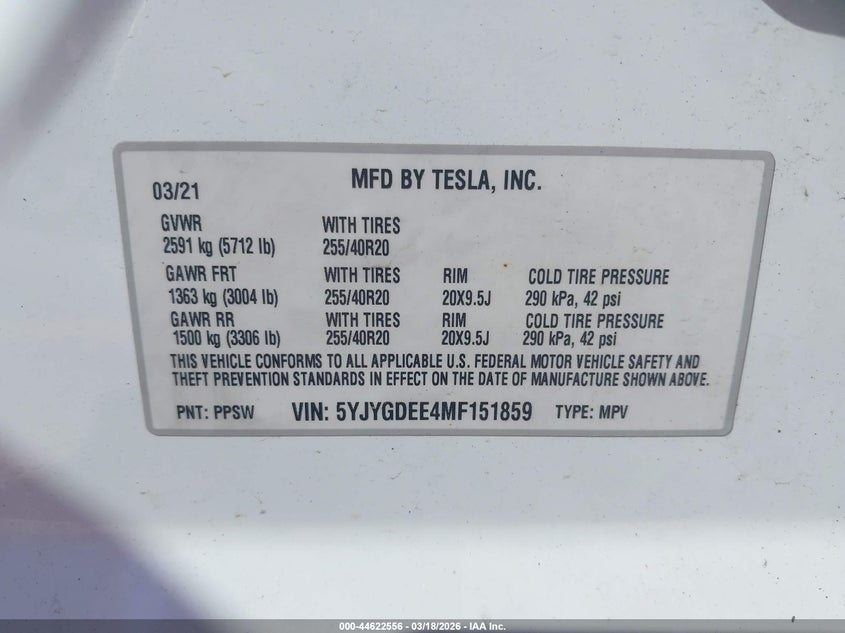 03/21 MFD BY TESLA, INC.
GVWR WITH TIRES
2591 kg (5712 lb) 255/40R20
GAWR FRT WITH TIRES RIM COLD TIRE PRESSURE
1363 kg (3004 lb) 255/40R20 20X9.5J 290 kPa, 42 psi
GAWR RR WITH TIRES RIM COLD TIRE PRESSURE
1500 kg (3306 lb) 255/40R20 20X9.5J 290 kPa, 42 psi
THIS VEHICLE CONFORMS TO ALL APPLICABLE U.S. FEDERAL MOTOR VEHICLE SAFETY AND
THEFT PREVENTION STANDARDS IN EFFECT ON THE DATE OF MANUFACTURE SHOWN ABOVE.
PNT: PPSW VIN: 5YJYGDEE4MF151859 TYPE: MPV
000-44622556 - 03/18/2026 - IAA Inc.